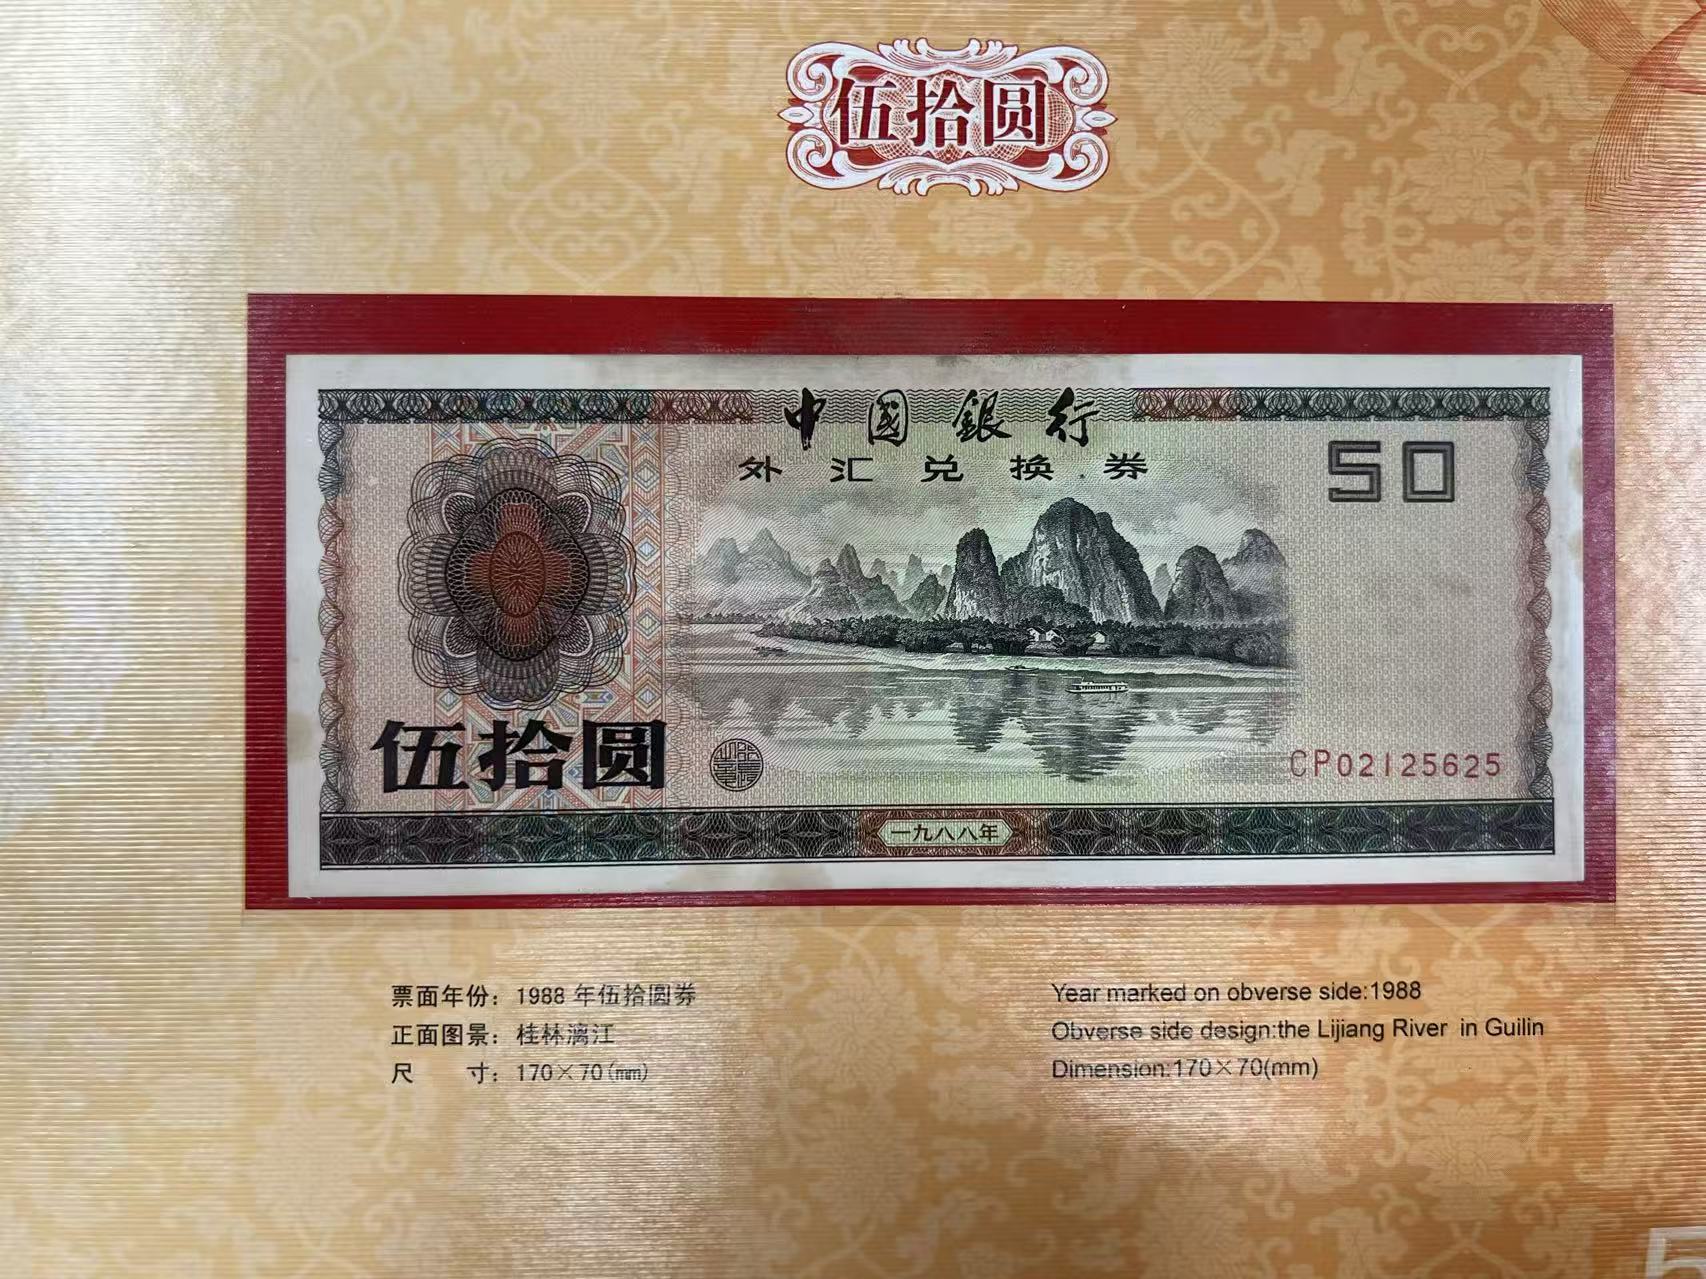 伍拾圆
中國銀行
外汇兑换券
50
伍拾圆
CP02125625
一九八八年
票面年份：1988 年伍拾圆券
正面图景：桂林漓江
尺 寸：170×70(mm)
Year marked on obverse side:1988
Obverse side design:the Lijiang River in Guilin
Dimension:170×70(mm)